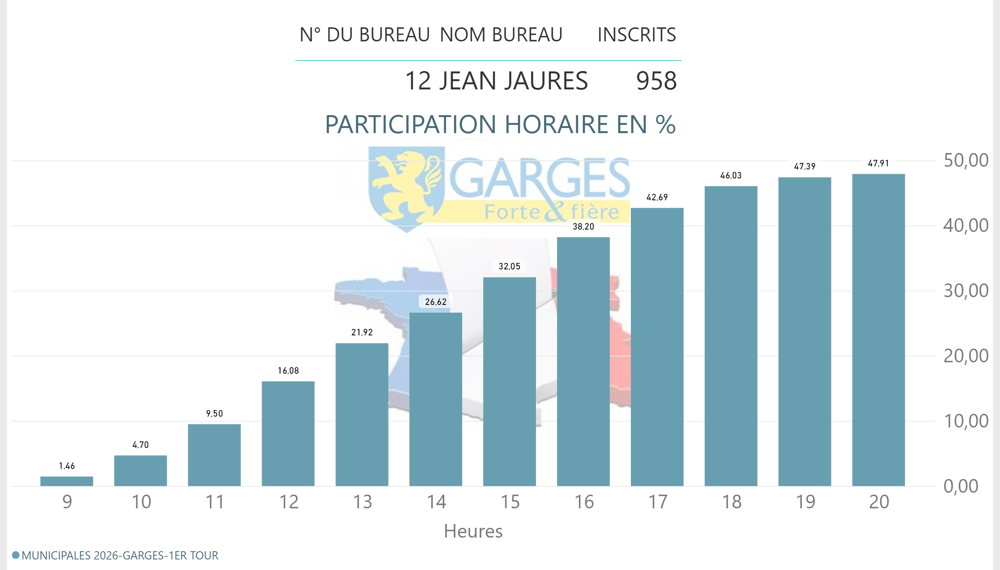 N° DU BUREAU NOM BUREAU INSCRITS
12 JEAN JAURES 958
PARTICIPATION HORAIRE EN %
GARGES
Forte & fière
50,00
40,00
30,00
20,00
10,00
0,00
1,46
4,70
9,50
16,08
21,92
26,62
32,05
38,20
42,69
46,03
47,39
47,91
9 10 11 12 13 14 15 16 17 18 19 20
Heures
MUNICIPALES 2026-GARGES-1ER TOUR